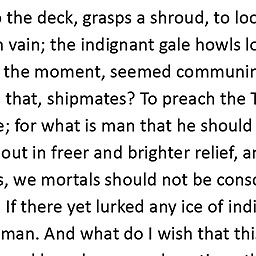 the deck, grasps a shroud, to loo
vain; the indignant gale howls lo
the moment, seemed communin
that, shipmates? To preach the T
; for what is man that he should
out in freer and brighter relief, a
, we mortals should not be cons
If there yet lurked any ice of indi
man. And what do I wish that thi